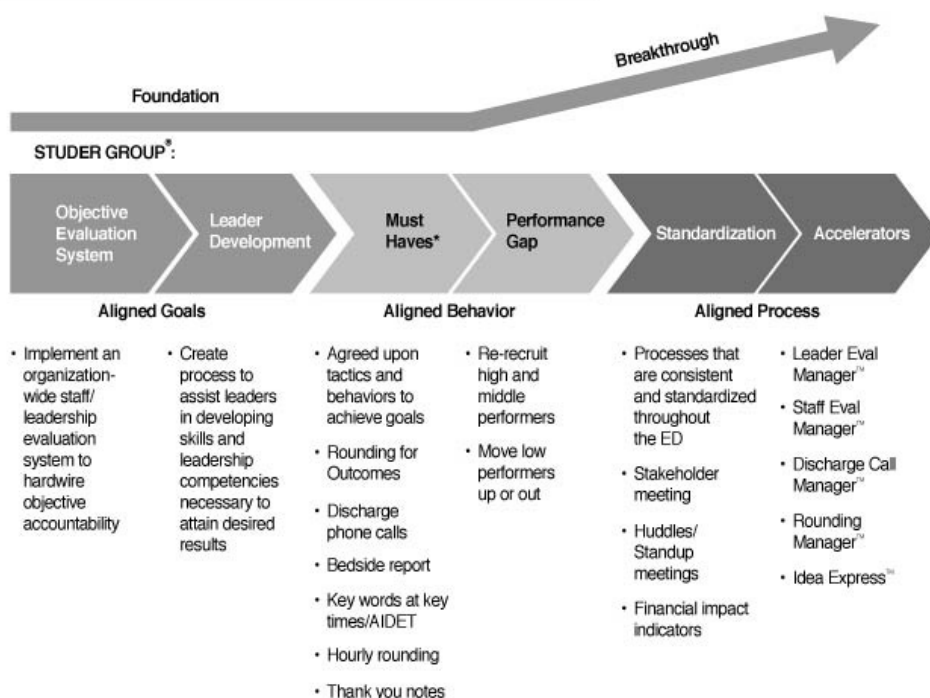 Breakthrough
Foundation
STUDER GROUP®:
Objective
Evaluation
System
Leader
Development
Must
Haves*
Performance
Gap
Standardization
Accelerators
Aligned Goals
Aligned Behavior
Aligned Process
• Implement an
organization-
wide staff/
leadership
evaluation
system to
hardwire
objective
accountability
• Create
process to
assist leaders
in developing
skills and
leadership
competencies
necessary to
attain desired
results
• Agreed upon
tactics and
behaviors to
achieve goals
• Rounding for
Outcomes
• Discharge
phone calls
• Bedside report
• Key words at key
times/AIDET
• Hourly rounding
• Thank you notes
• Re-recruit
high and
middle
performers
• Move low
performers
up or out
• Processes that
are consistent
and standardized
throughout
the ED
• Stakeholder
meeting
• Huddles/
Standup
meetings
• Financial impact
indicators
• Leader Eval
Manager™
• Staff Eval
Manager™
• Discharge Call
Manager™
• Rounding
Manager™
• Idea Express℠